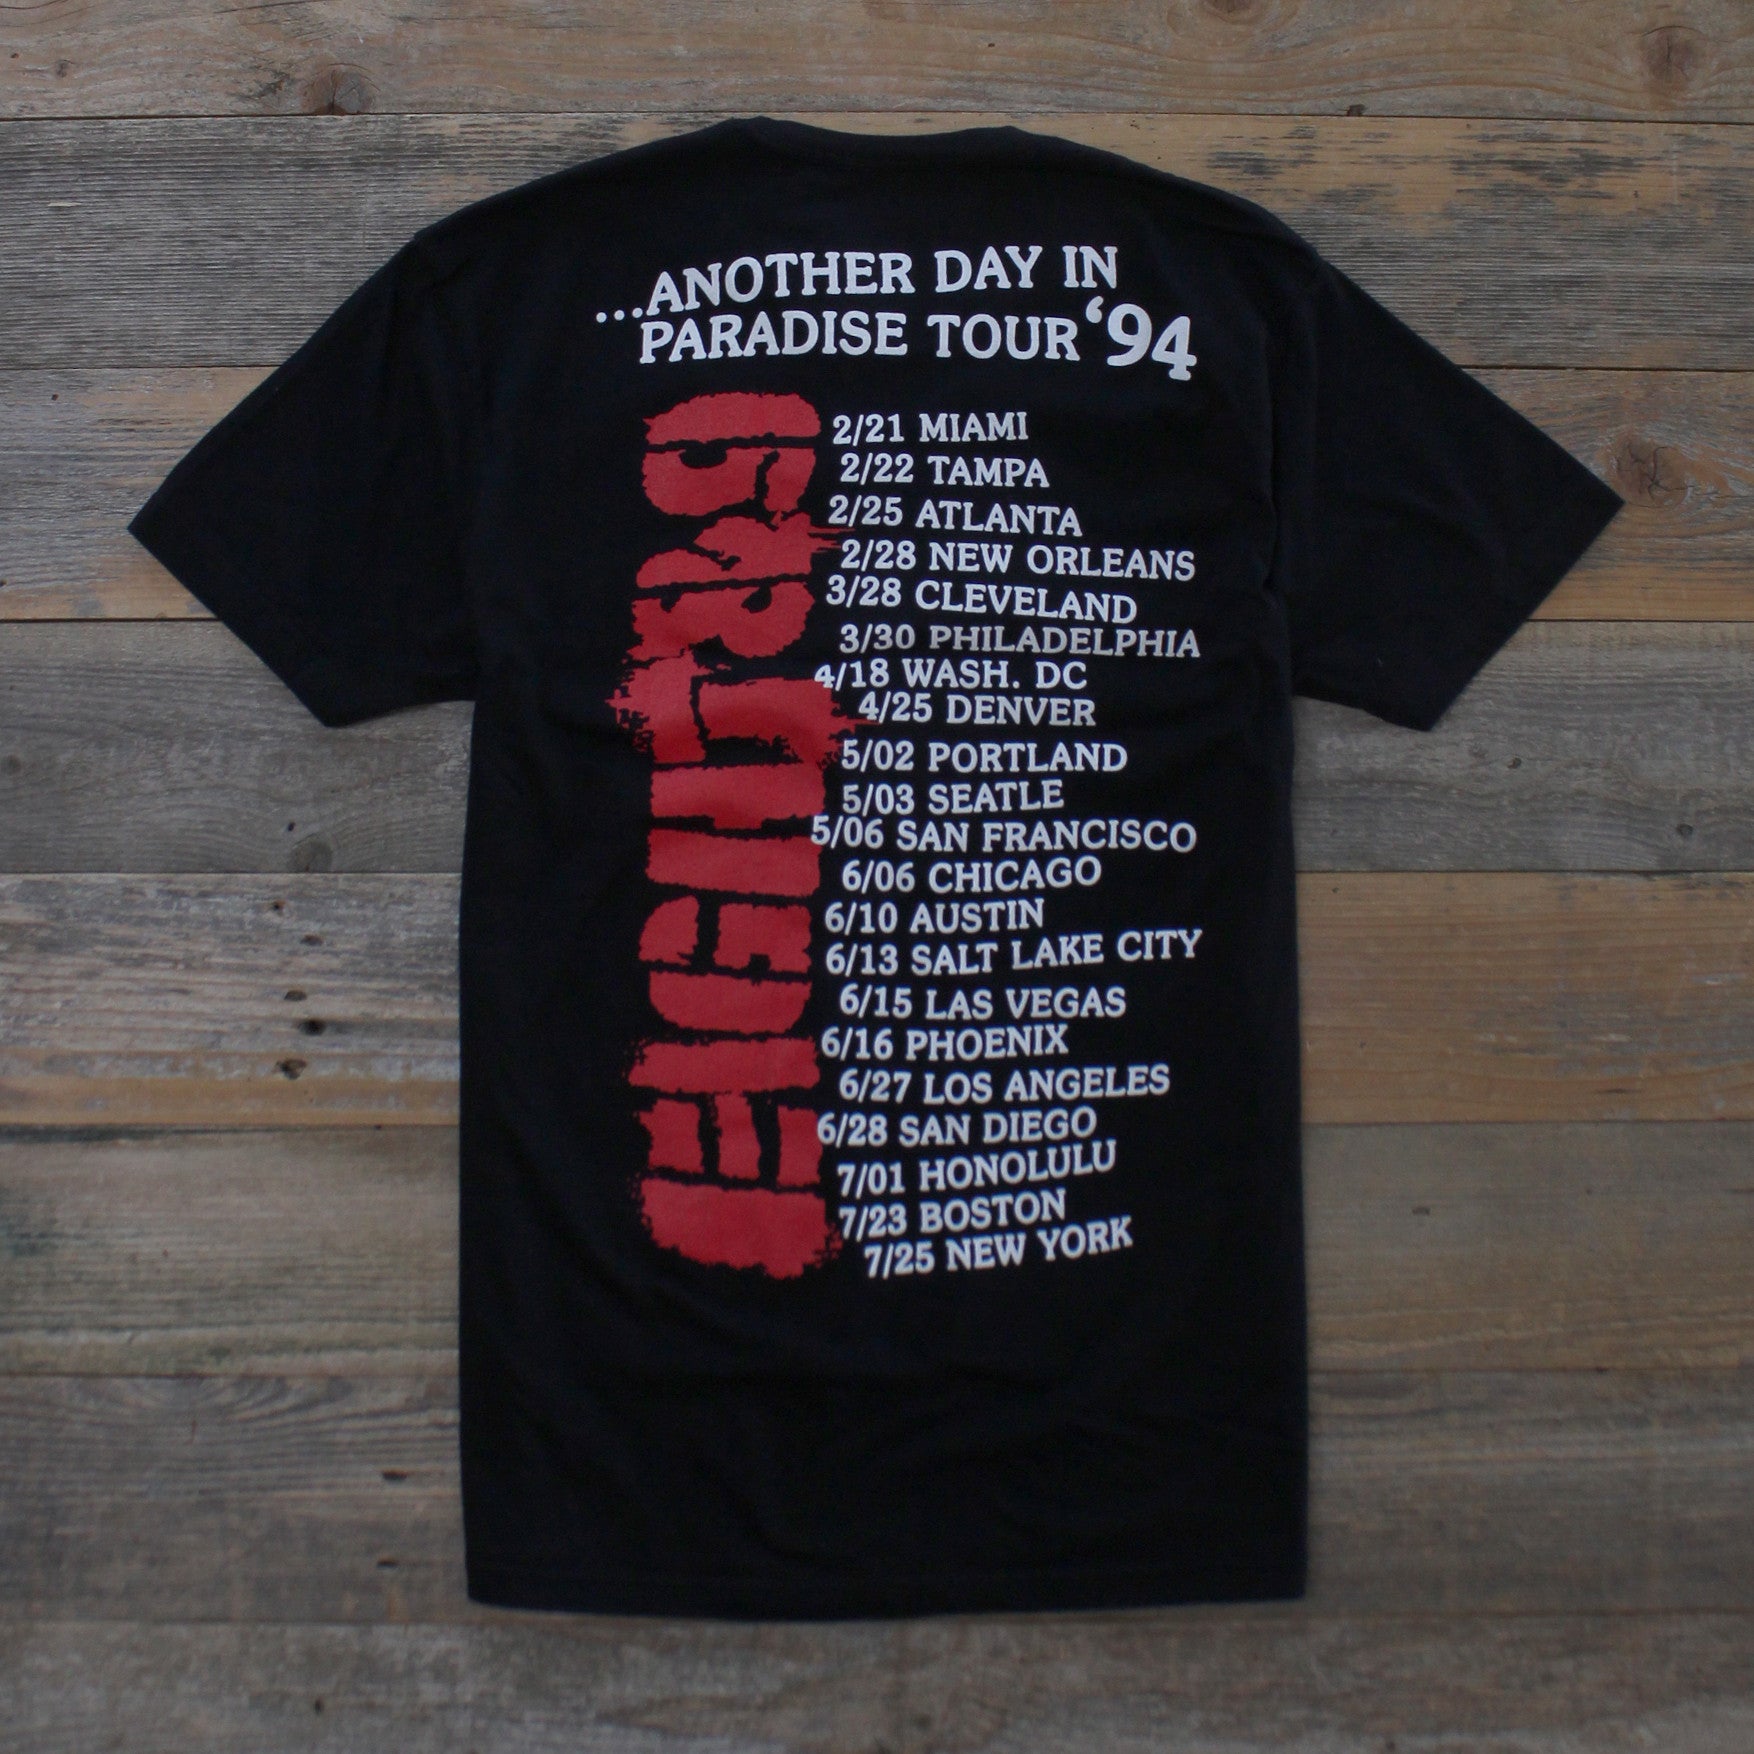 ...ANOTHER DAY IN
PARADISE TOUR '94
2/21 MIAMI
2/22 TAMPA
2/25 ATLANTA
2/28 NEW ORLEANS
3/28 CLEVELAND
3/30 PHILADELPHIA
4/18 WASH. DC
4/25 DENVER
5/02 PORTLAND
5/03 SEATLE
5/06 SAN FRANCISCO
6/06 CHICAGO
6/10 AUSTIN
6/13 SALT LAKE CITY
6/15 LAS VEGAS
6/16 PHOENIX
6/27 LOS ANGELES
6/28 SAN DIEGO
7/01 HONOLULU
7/23 BOSTON
7/25 NEW YORK